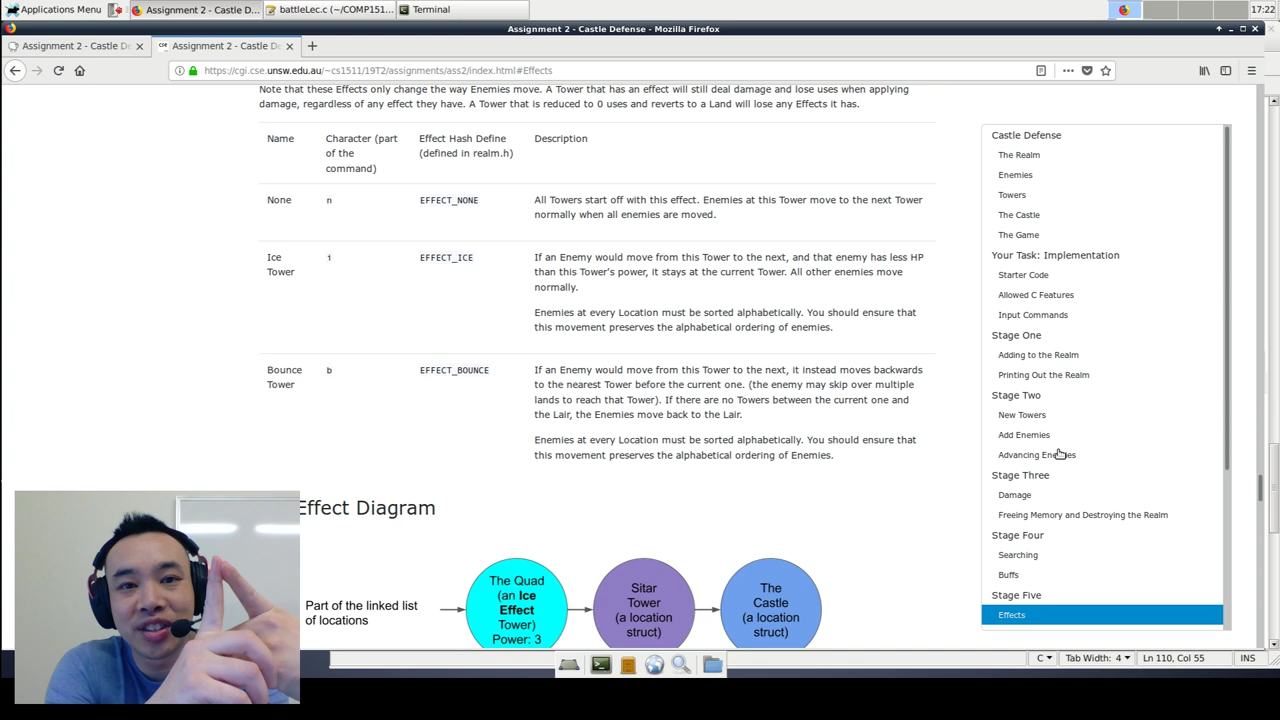 Applications Menu
Assignment 2 - Castle D...
battleLec.c (~/COMP151...
Terminal
17:22
Assignment 2 - Castle Defense - Mozilla Firefox
Assignment 2 - Castle De
Assignment 2 - Castle De
https://cgi.cse.unsw.edu.au/~cs1511/19T2/assignments/ass2/index.html#Effects
Note that these Effects only change the way Enemies move. A Tower that has an effect will still deal damage and lose uses when applying
damage, regardless of any effect they have. A Tower that is reduced to 0 uses and reverts to a Land will lose any Effects it has.
Name
Character (part
of the
command)
Effect Hash Define
(defined in realm.h)
Description
None
n
EFFECT_NONE
All Towers start off with this effect. Enemies at this Tower move to the next Tower
normally when all enemies are moved.
Ice
Tower
i
EFFECT_ICE
If an Enemy would move from this Tower to the next, and that enemy has less HP
than this Tower's power, it stays at the current Tower. All other enemies move
normally.
Enemies at every Location must be sorted alphabetically. You should ensure that
this movement preserves the alphabetical ordering of enemies.
Bounce
Tower
b
EFFECT_BOUNCE
If an Enemy would move from this Tower to the next, it instead moves backwards
to the nearest Tower before the current one. (the enemy may skip over multiple
lands to reach that Tower). If there are no Towers between the current one and
the Lair, the Enemies move back to the Lair.
Enemies at every Location must be sorted alphabetically. You should ensure that
this movement preserves the alphabetical ordering of Enemies.
Effect Diagram
Part of the linked list
of locations
The Quad
(an Ice
Effect
Tower)
Power: 3
Sitar
Tower
(a location
struct)
The
Castle
(a location
struct)
Castle Defense
The Realm
Enemies
Towers
The Castle
The Game
Your Task: Implementation
Starter Code
Allowed C Features
Input Commands
Stage One
Adding to the Realm
Printing Out the Realm
Stage Two
New Towers
Add Enemies
Advancing Enemies
Stage Three
Damage
Freeing Memory and Destroying the Realm
Stage Four
Searching
Buffs
Stage Five
Effects
C
Tab Width: 4
Ln 110, Col 55
INS